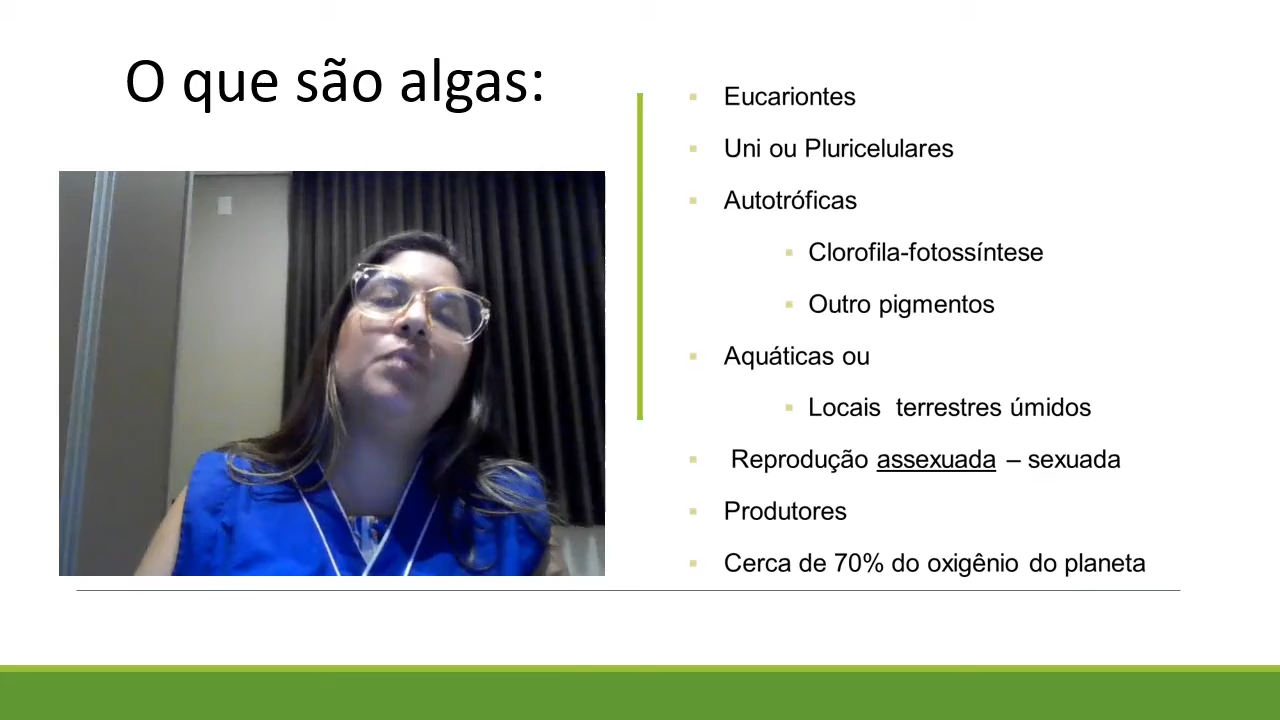 O que são algas:
Eucariontes
Uni ou Pluricelulares
Autotróficas
Clorofila-fotossíntese
Outro pigmentos
Aquáticas ou
Locais terrestres úmidos
Reprodução assexuada – sexuada
Produtores
Cerca de 70% do oxigênio do planeta